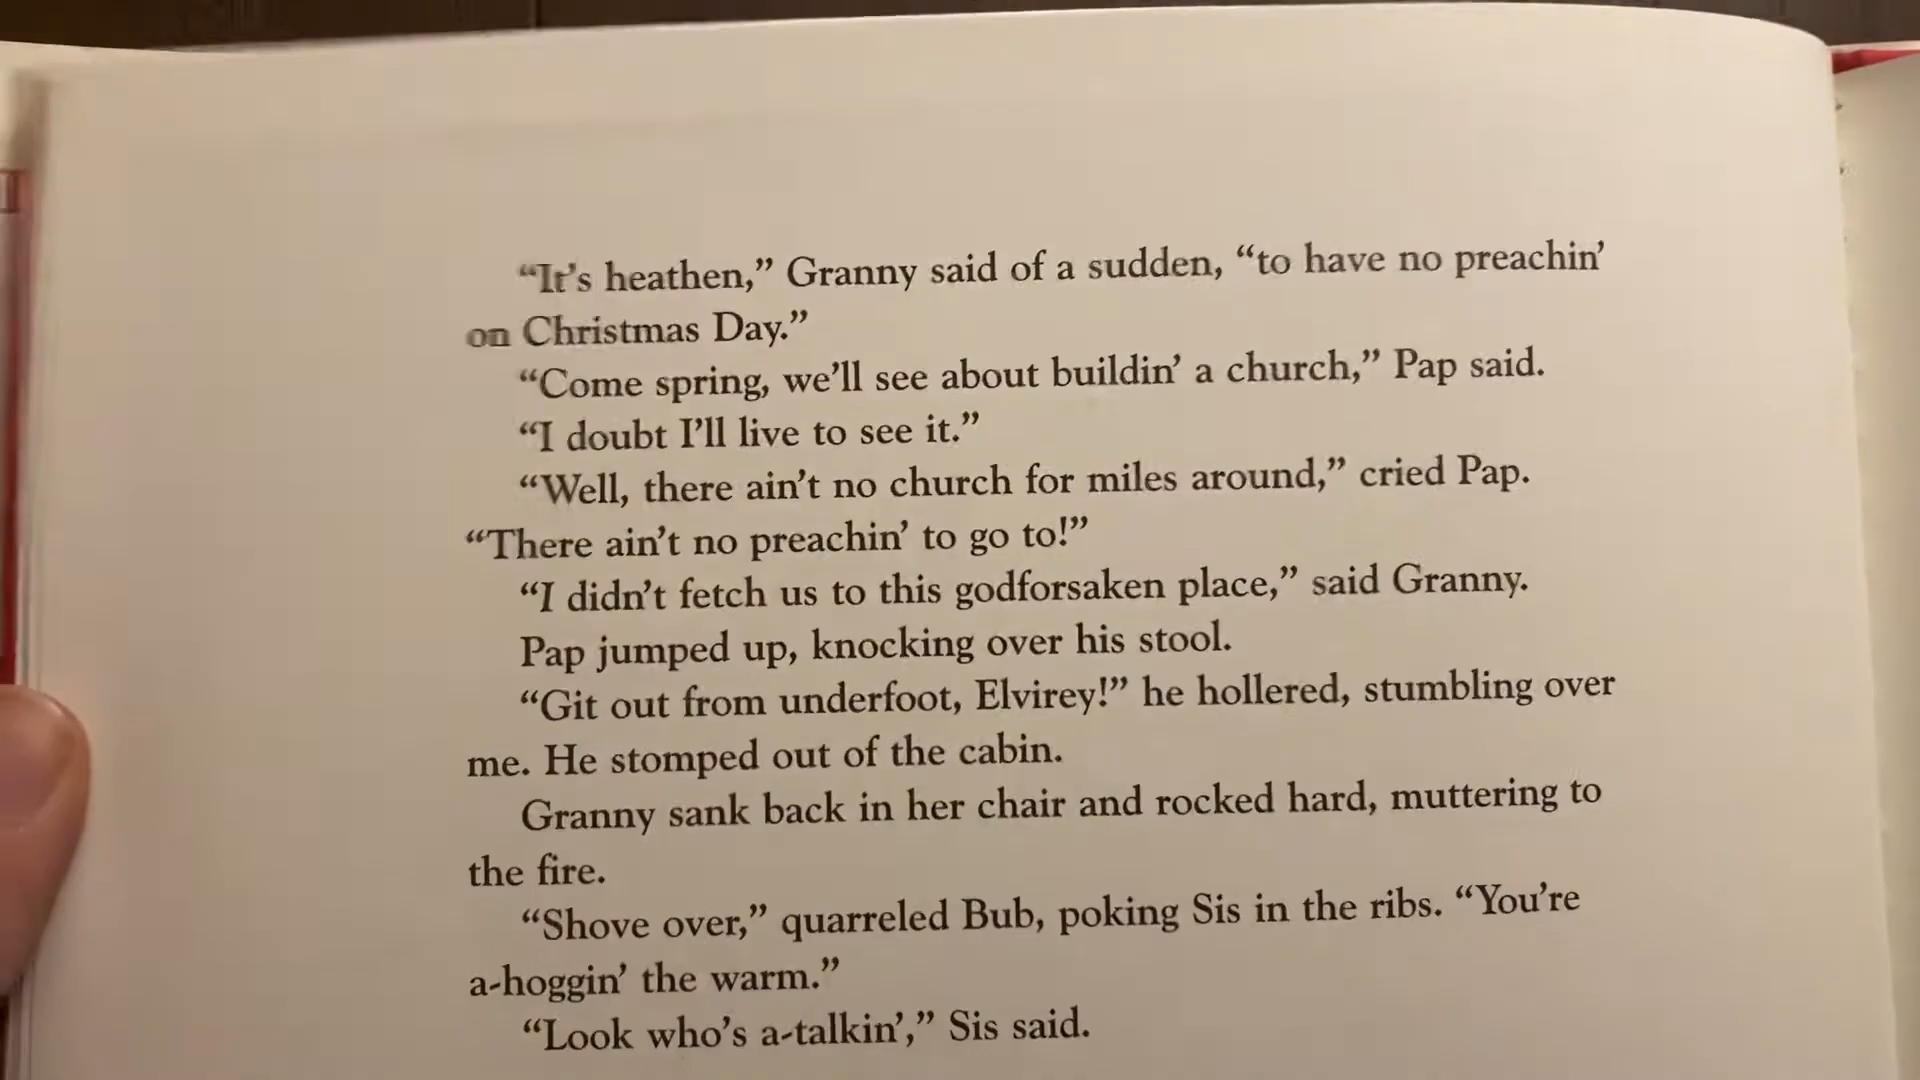 “It’s heathen,” Granny said of a sudden, “to have no preachin’
on Christmas Day.”
“Come spring, we’ll see about buildin’ a church,” Pap said.
“I doubt I’ll live to see it.”
“Well, there ain’t no church for miles around,” cried Pap.
“There ain’t no preachin’ to go to!”
“I didn’t fetch us to this godforsaken place,” said Granny.
Pap jumped up, knocking over his stool.
“Git out from underfoot, Elvirey!” he hollered, stumbling over
me. He stomped out of the cabin.
Granny sank back in her chair and rocked hard, muttering to
the fire.
“Shove over,” quarreled Bub, poking Sis in the ribs. “You’re
a-hoggin’ the warm.”
“Look who’s a-talkin’,” Sis said.